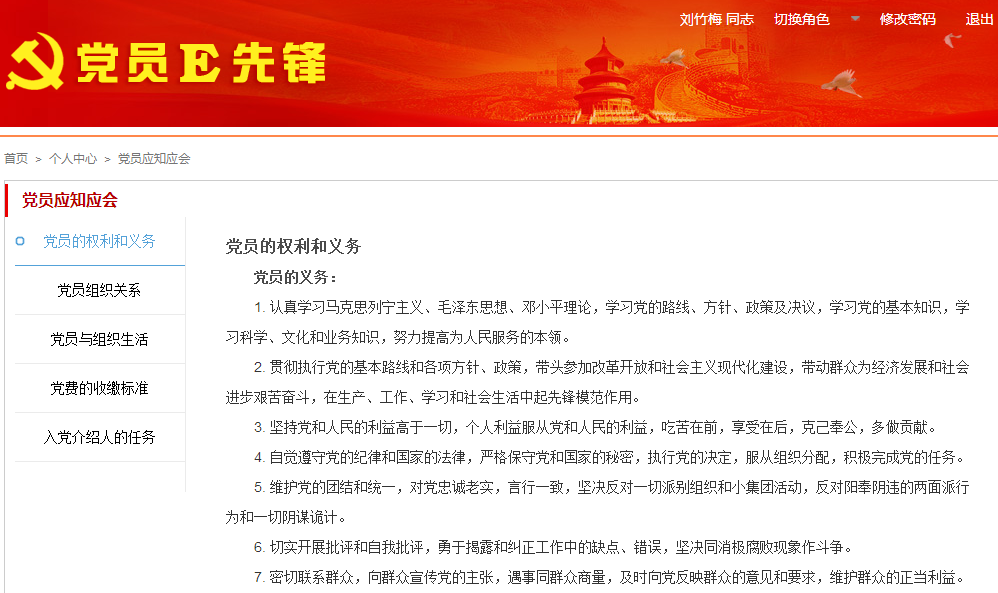 刘竹梅 同志 切换角色 修改密码 退出
党员E先锋
首页 > 个人中心 > 党员应知应会
党员应知应会
党员的权利和义务
党员组织关系
党员与组织生活
党费的收缴标准
入党介绍人的任务
党员的权利和义务
党员的义务：
1. 认真学习马克思列宁主义、毛泽东思想、邓小平理论，学习党的路线、方针、政策及决议，学习党的基本知识，学
习科学、文化和业务知识，努力提高为人民服务的本领。
2. 贯彻执行党的基本路线和各项方针、政策，带头参加改革开放和社会主义现代化建设，带动群众为经济发展和社会
进步艰苦奋斗，在生产、工作、学习和社会生活中起先锋模范作用。
3. 坚持党和人民的利益高于一切，个人利益服从党和人民的利益，吃苦在前，享受在后，克己奉公，多做贡献。
4. 自觉遵守党的纪律和国家的法律，严格保守党和国家的秘密，执行党的决定，服从组织分配，积极完成党的任务。
5. 维护党的团结和统一，对党忠诚老实，言行一致，坚决反对一切派别组织和小集团活动，反对阳奉阴违的两面派行
为和一切阴谋诡计。
6. 切实开展批评和自我批评，勇于揭露和纠正工作中的缺点、错误，坚决同消极腐败现象作斗争。
7. 密切联系群众，向群众宣传党的主张，遇事同群众商量，及时向党反映群众的意见和要求，维护群众的正当利益。